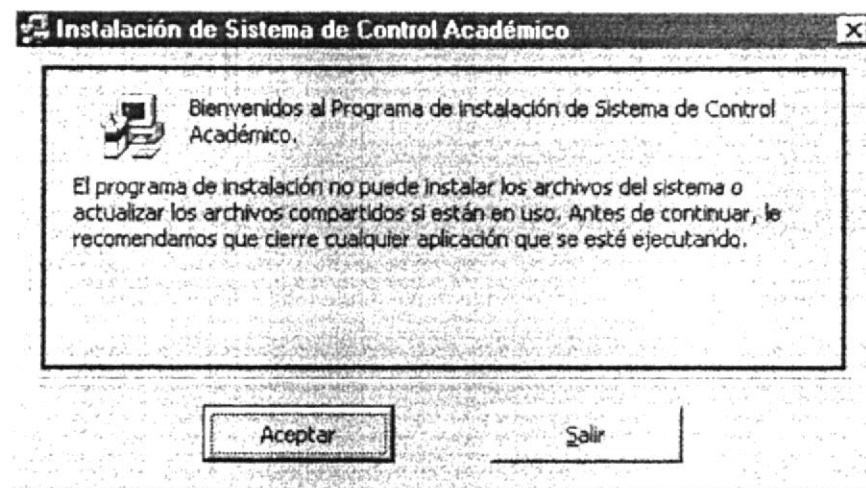 Instalación de Sistema de Control Académico
Bienvenidos al Programa de instalación de Sistema de Control
Académico.
El programa de instalación no puede instalar los archivos del sistema o
actualizar los archivos compartidos si están en uso. Antes de continuar, le
recomendamos que cierre cualquier aplicación que se esté ejecutando.
Aceptar
Salir